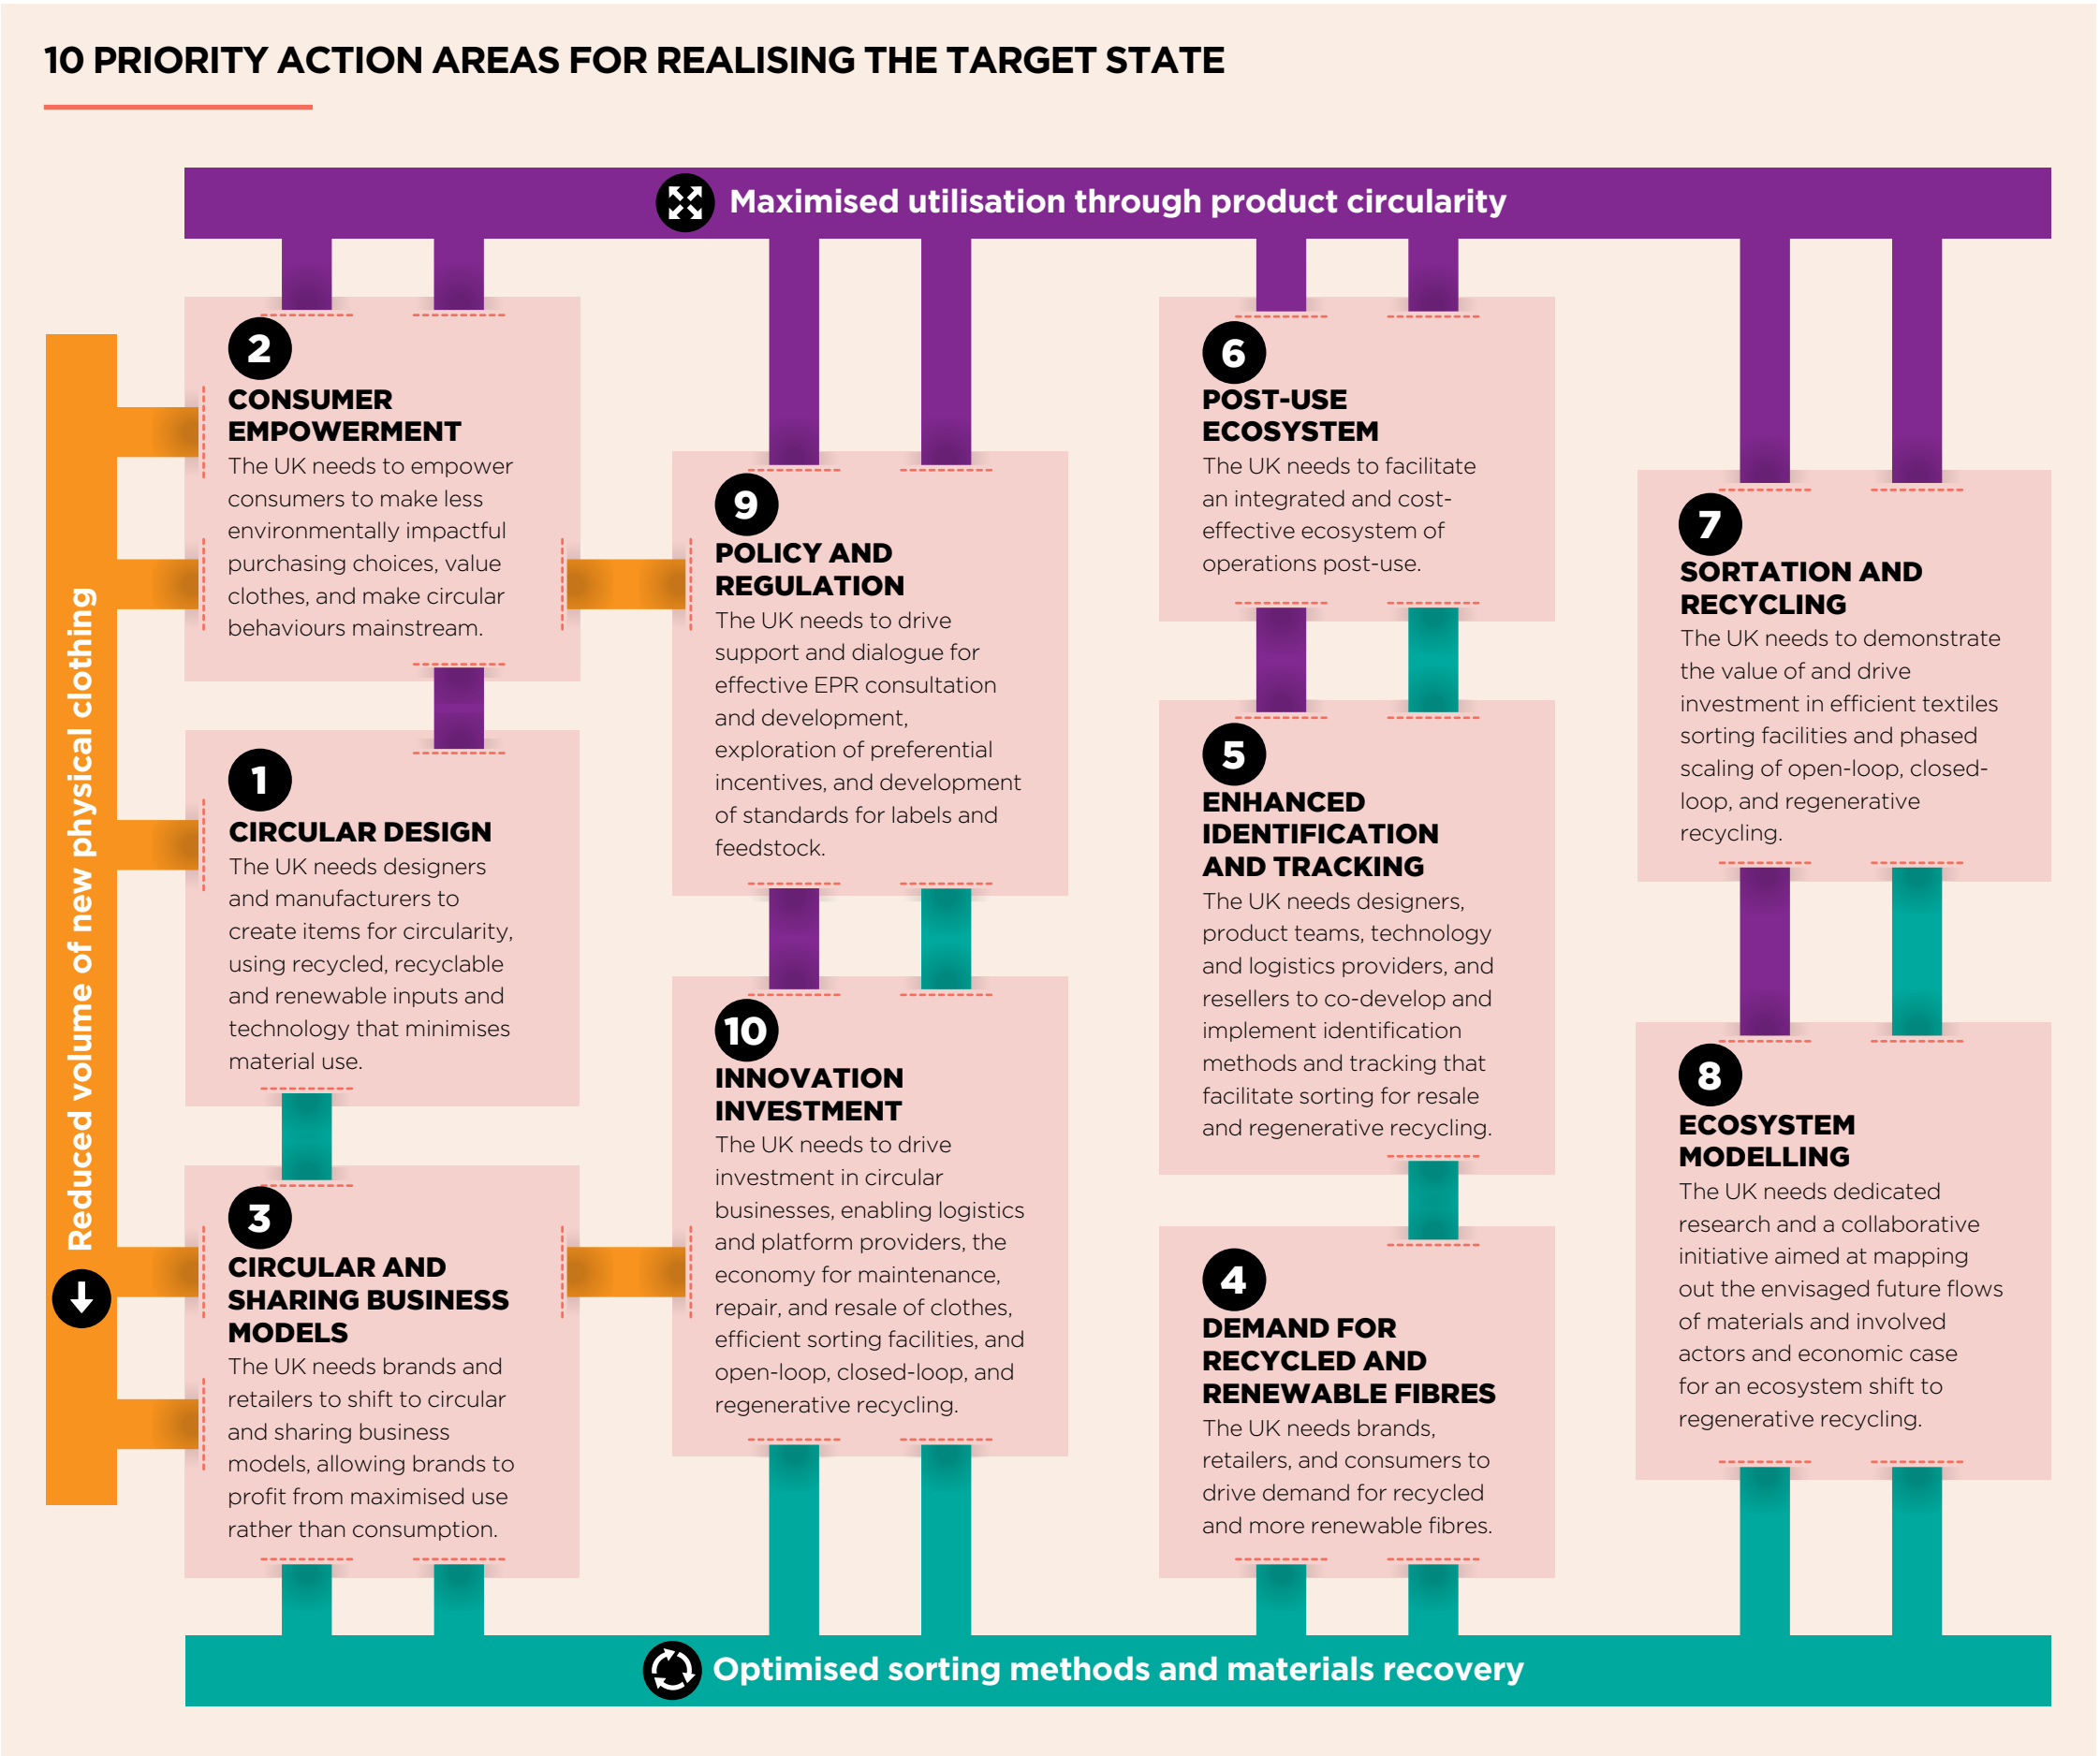 10 PRIORITY ACTION AREAS FOR REALISING THE TARGET STATE
Maximised utilisation through product circularity
Reduced volume of new physical clothing
2
CONSUMER
EMPOWERMENT
The UK needs to empower
consumers to make less
environmentally impactful
purchasing choices, value
clothes, and make circular
behaviours mainstream.
1
CIRCULAR DESIGN
The UK needs designers
and manufacturers to
create items for circularity,
using recycled, recyclable
and renewable inputs and
technology that minimises
material use.
3
CIRCULAR AND
SHARING BUSINESS
MODELS
The UK needs brands and
retailers to shift to circular
and sharing business
models, allowing brands to
profit from maximised use
rather than consumption.
9
POLICY AND
REGULATION
The UK needs to drive
support and dialogue for
effective EPR consultation
and development,
exploration of preferential
incentives, and development
of standards for labels and
feedstock.
10
INNOVATION
INVESTMENT
The UK needs to drive
investment in circular
businesses, enabling logistics
and platform providers, the
economy for maintenance,
repair, and resale of clothes,
efficient sorting facilities, and
open-loop, closed-loop, and
regenerative recycling.
6
POST-USE
ECOSYSTEM
The UK needs to facilitate
an integrated and cost-
effective ecosystem of
operations post-use.
5
ENHANCED
IDENTIFICATION
AND TRACKING
The UK needs designers,
product teams, technology
and logistics providers, and
resellers to co-develop and
implement identification
methods and tracking that
facilitate sorting for resale
and regenerative recycling.
4
DEMAND FOR
RECYCLED AND
RENEWABLE FIBRES
The UK needs brands,
retailers, and consumers to
drive demand for recycled
and more renewable fibres.
7
SORTATION AND
RECYCLING
The UK needs to demonstrate
the value of and drive
investment in efficient textiles
sorting facilities and phased
scaling of open-loop, closed-
loop, and regenerative
recycling.
8
ECOSYSTEM
MODELLING
The UK needs dedicated
research and a collaborative
initiative aimed at mapping
out the envisaged future flows
of materials and involved
actors and economic case
for an ecosystem shift to
regenerative recycling.
Optimised sorting methods and materials recovery